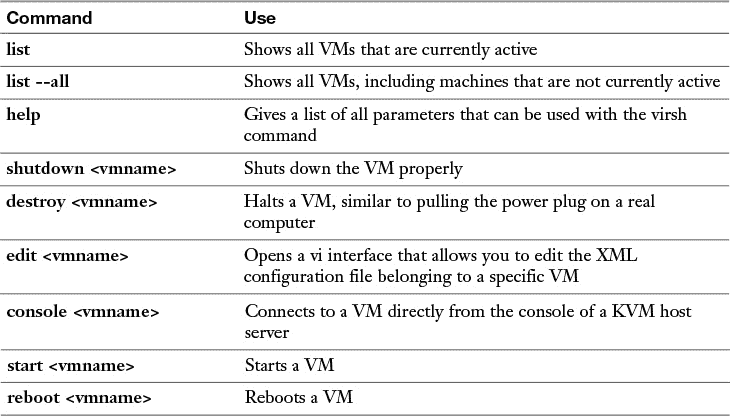 Command Use
list Shows all VMs that are currently active
list --all Shows all VMs, including machines that are not currently active
help Gives a list of all parameters that can be used with the virsh
command
shutdown <vmname> Shuts down the VM properly
destroy <vmname> Halts a VM, similar to pulling the power plug on a real
computer
edit <vmname> Opens a vi interface that allows you to edit the XML
configuration file belonging to a specific VM
console <vmname> Connects to a VM directly from the console of a KVM host
server
start <vmname> Starts a VM
reboot <vmname> Reboots a VM